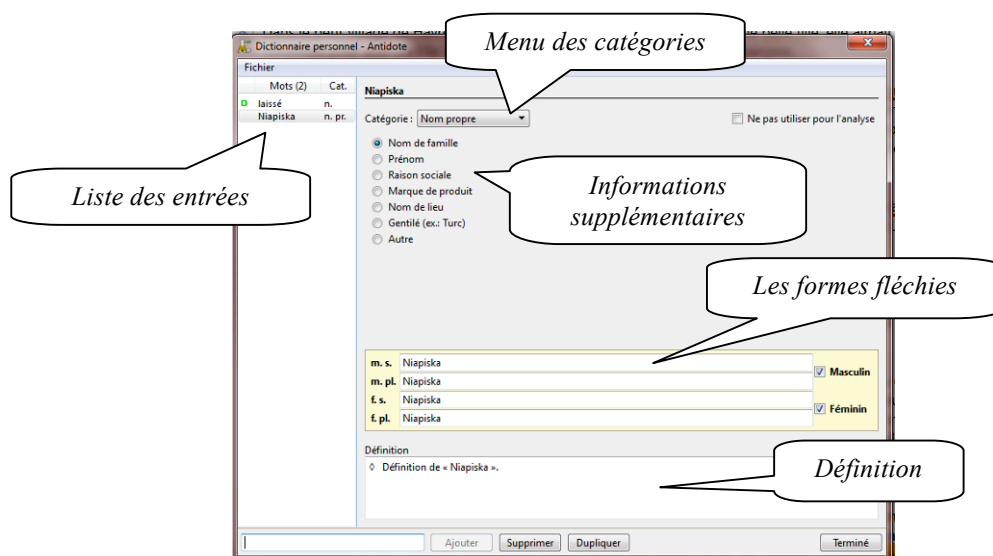 Dictionnaire personnel - Antidote
Menu des catégories
Fichier
Mots (2) Cat.
D laissé n.
Niapiska n. pr.
Niapiska
Catégorie : Nom propre
Ne pas utiliser pour l'analyse
Nom de famille
Prénom
Raison sociale
Marque de produit
Nom de lieu
Gentilé (ex.: Turc)
Autre
Liste des entrées
Informations
supplémentaires
Les formes fléchies
m. s. Niapiska
m. pl. Niapiska
Masculin
f. s. Niapiska
f. pl. Niapiska
Féminin
Définition
◊ Définition de « Niapiska ».
Définition
Ajouter Supprimer Dupliquer Terminé